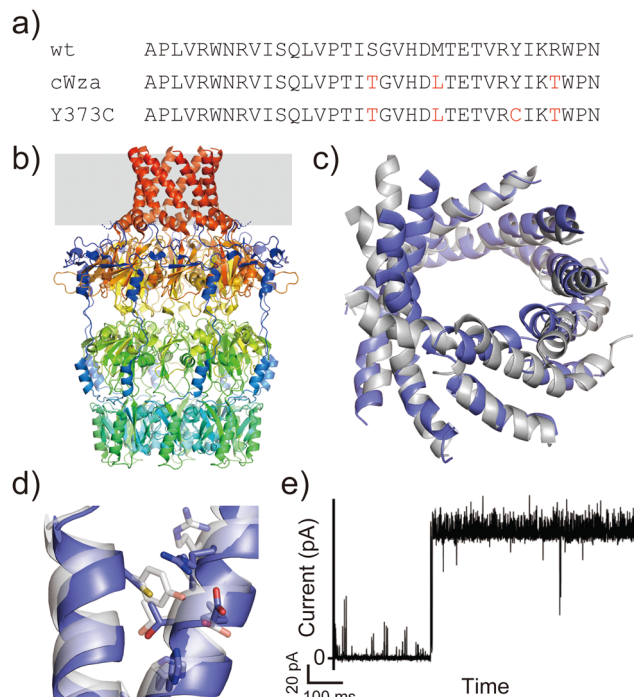 a)
wt APLVRWNRVISQLVPTISGVHDMTETVRYIKRWPN
cWza APLVRWNRVISQLVPTITGVHDLTETVRYIKTWPN
Y373C APLVRWNRVISQLVPTITGVHDLTETVRCIKTWPN
b)
c)
d)
e)
Current (pA)
0
20 pA
100 ms
Time